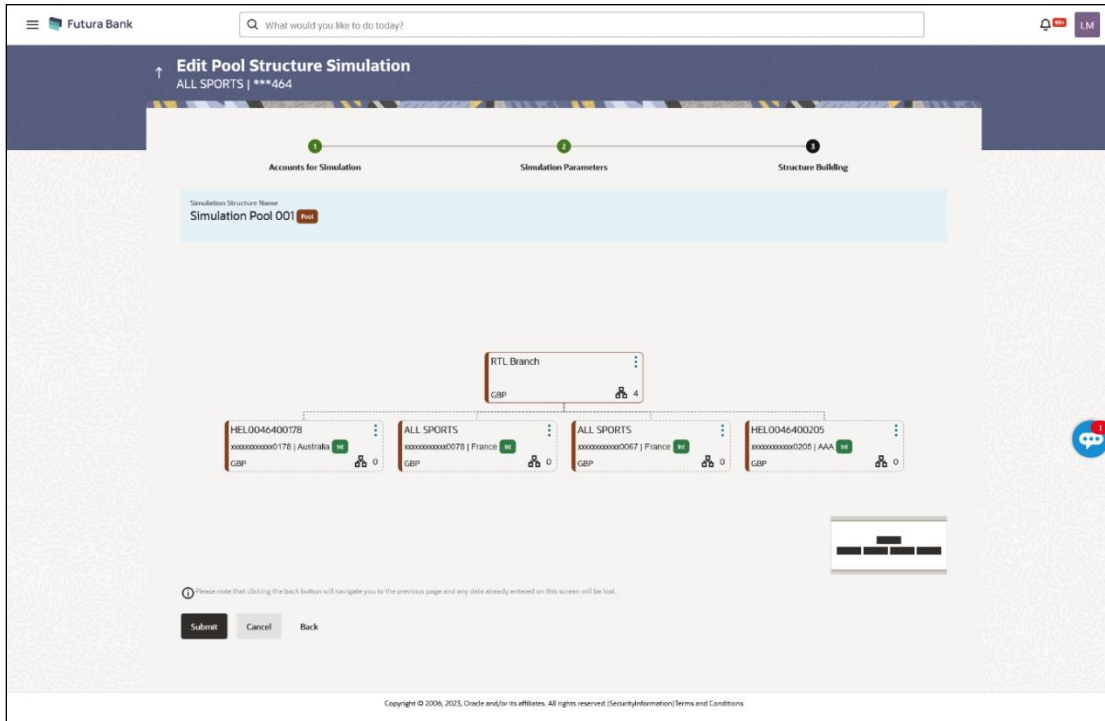 Futura Bank
What would you like to do today?
99+
LM
Edit Pool Structure Simulation
ALL SPORTS | ***464
1
2
3
Accounts for Simulation
Simulation Parameters
Structure Building
Simulation Structure Name
Simulation Pool 001 Pool
RTL Branch
GBP 4
HEL0046400178
xxxxxxxxxxxx0178 | Australia Int
GBP 0
ALL SPORTS
xxxxxxxxxxxx0078 | France Int
GBP 0
ALL SPORTS
xxxxxxxxxxxx0067 | France Int
GBP 0
HEL0046400205
xxxxxxxxxxxx0205 | AAA Int
GBP 0
1
Please note that clicking the back button will navigate you to the previous page and any data already entered on this screen will be lost.
Submit Cancel Back
Copyright © 2006, 2023, Oracle and/or its affiliates. All rights reserved.|SecurityInformation|Terms and Conditions